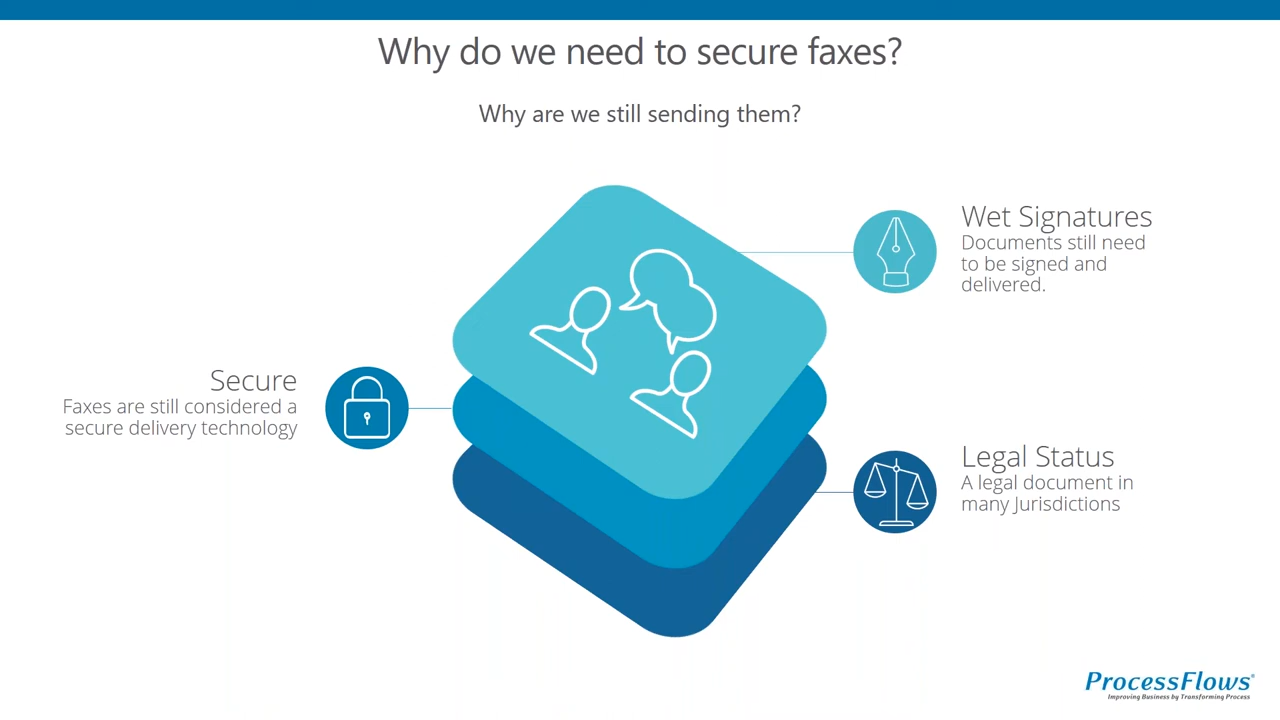 Why do we need to secure faxes?
Why are we still sending them?
Wet Signatures
Documents still need
to be signed and
delivered.
Secure
Faxes are still considered a
secure delivery technology
Legal Status
A legal document in
many Jurisdictions
ProcessFlows®
Improving Business by Transforming Process